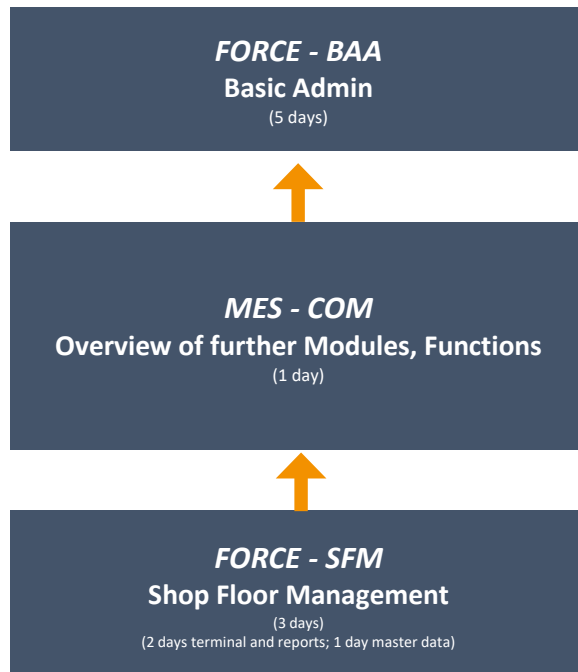 FORCE - BAA
Basic Admin
(5 days)
MES - COM
Overview of further Modules, Functions
(1 day)
FORCE - SFM
Shop Floor Management
(3 days)
(2 days terminal and reports; 1 day master data)